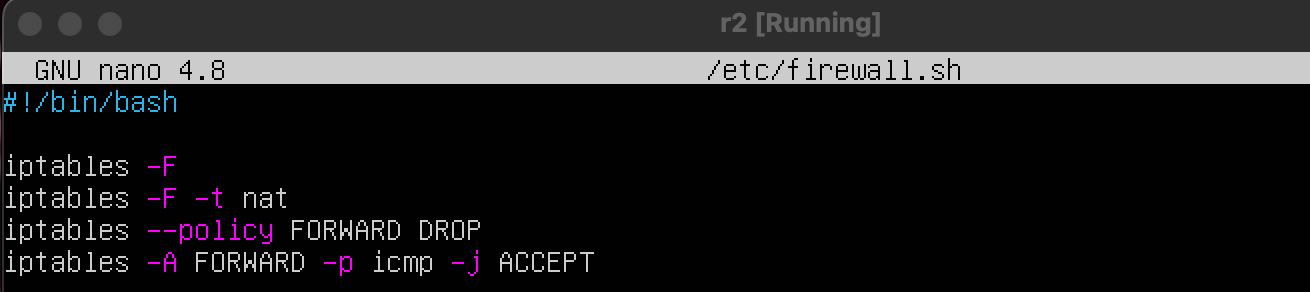 r2 [Running]
GNU nano 4.8 /etc/firewall.sh
#!/bin/bash
iptables -F
iptables -F -t nat
iptables --policy FORWARD DROP
iptables -A FORWARD -p icmp -j ACCEPT